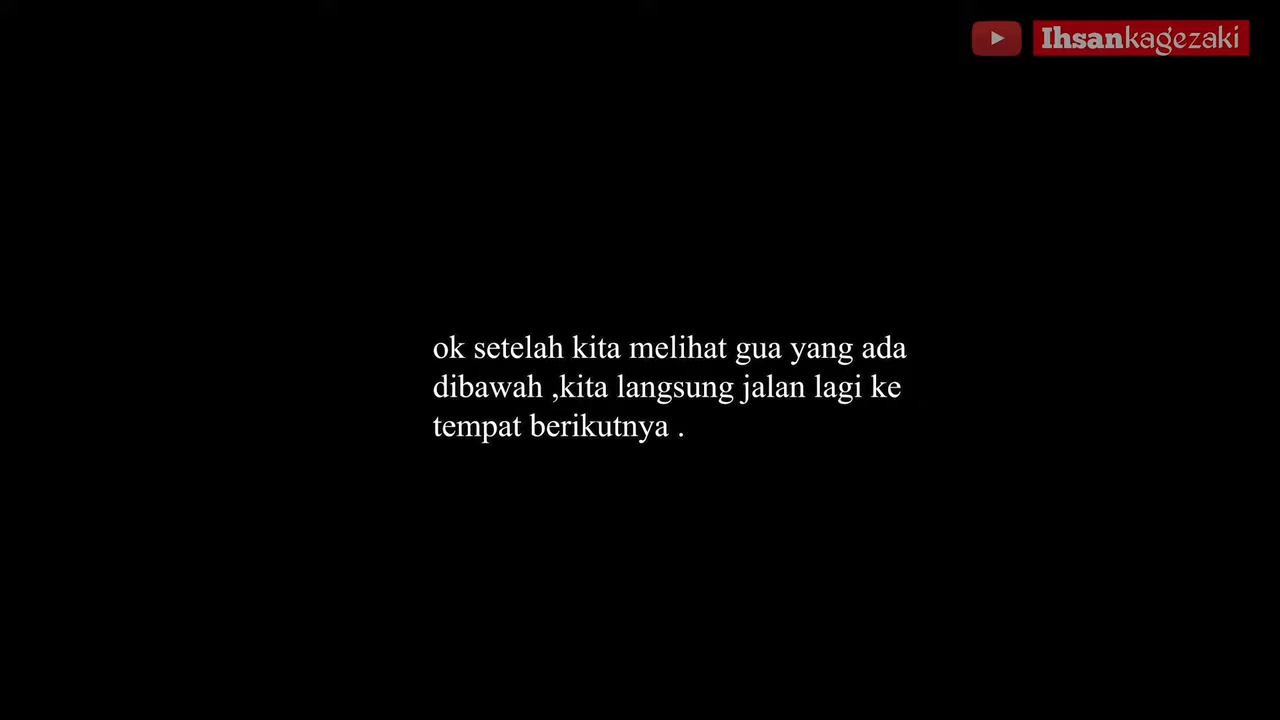 Ihsankagezaki
ok setelah kita melihat gua yang ada
dibawah ,kita langsung jalan lagi ke
tempat berikutnya .